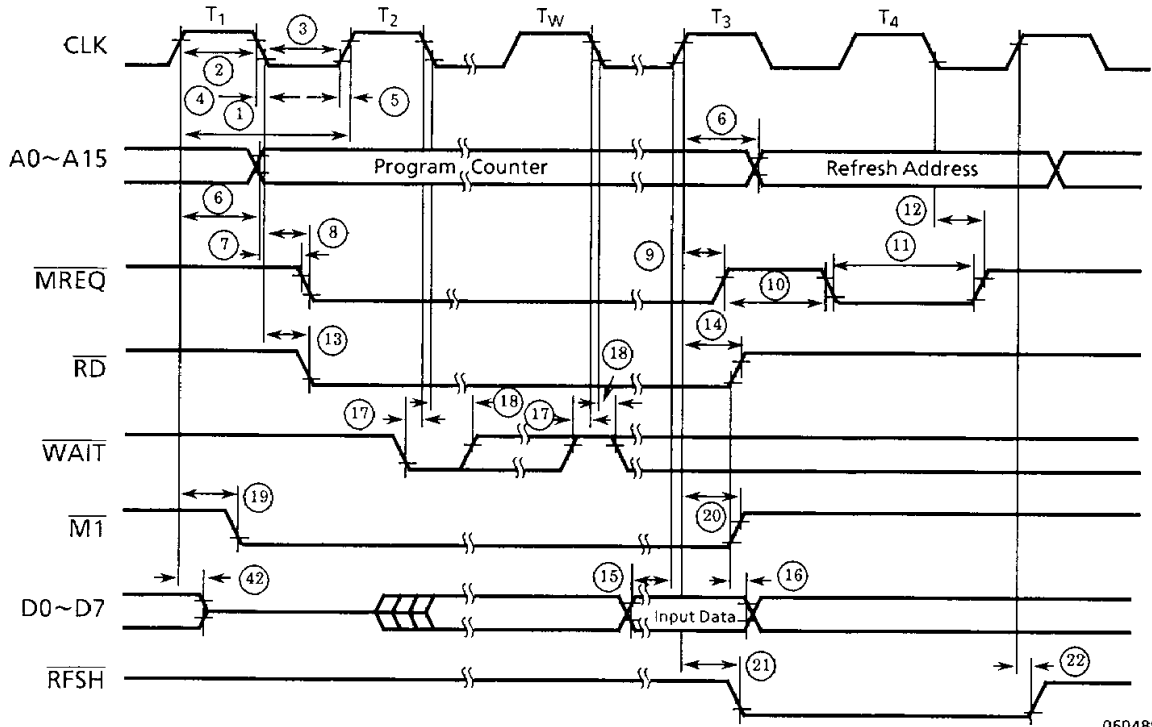 T1 T2 TW T3 T4
CLK
③
②
④ ⑤
①
⑥
A0~A15 Program Counter Refresh Address
⑥ ⑫
⑦ ⑧ ⑨ ⑪
MREQ
⑩
⑬ ⑭
RD
⑱
⑰ ⑱ ⑰
WAIT
⑲ ⑳
M1
㊷ ⑮ ⑯
D0~D7 Input Data
㉑ ㉒
RFSH